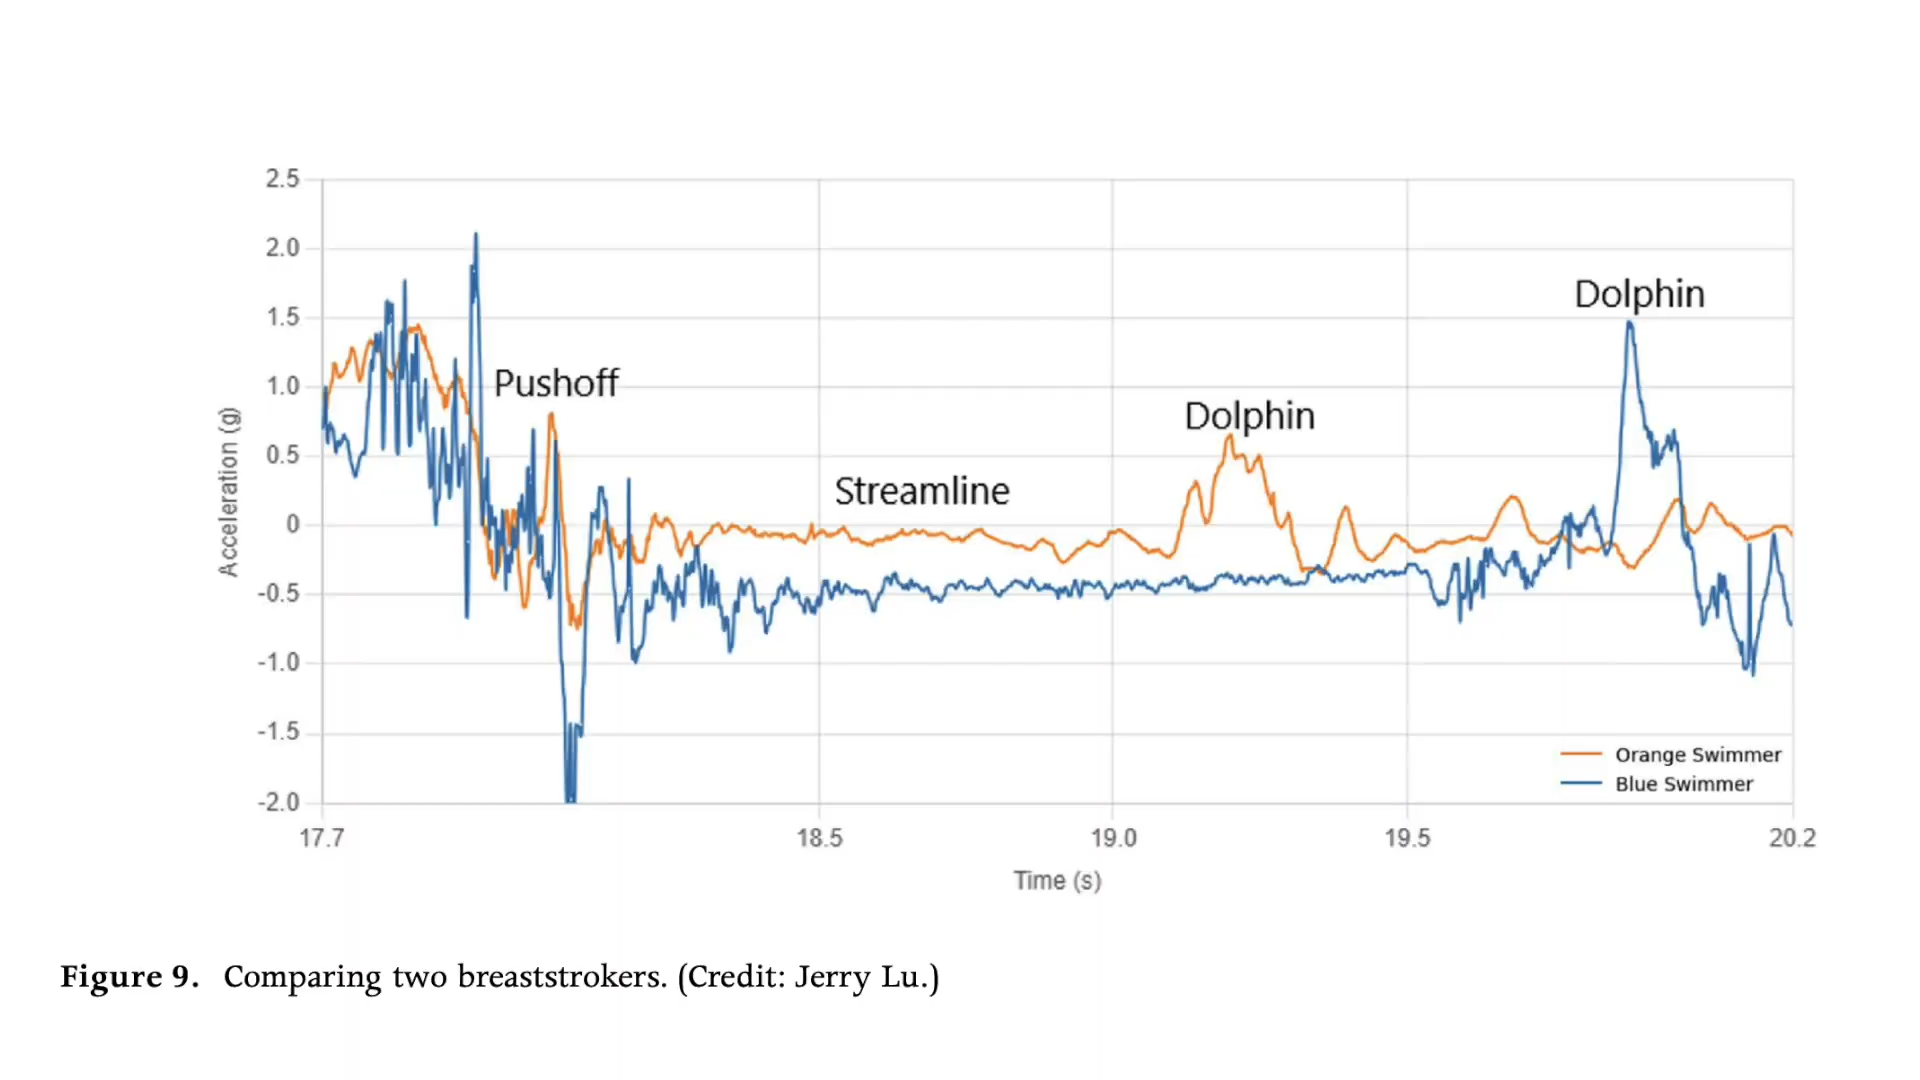 2.5
2.0
1.5
1.0
0.5
0
-0.5
-1.0
-1.5
-2.0
Acceleration (g)
Pushoff
Streamline
Dolphin
Dolphin
Orange Swimmer
Blue Swimmer
17.7 18.5 19.0 19.5 20.2
Time (s)
Figure 9. Comparing two breaststrokers. (Credit: Jerry Lu.)